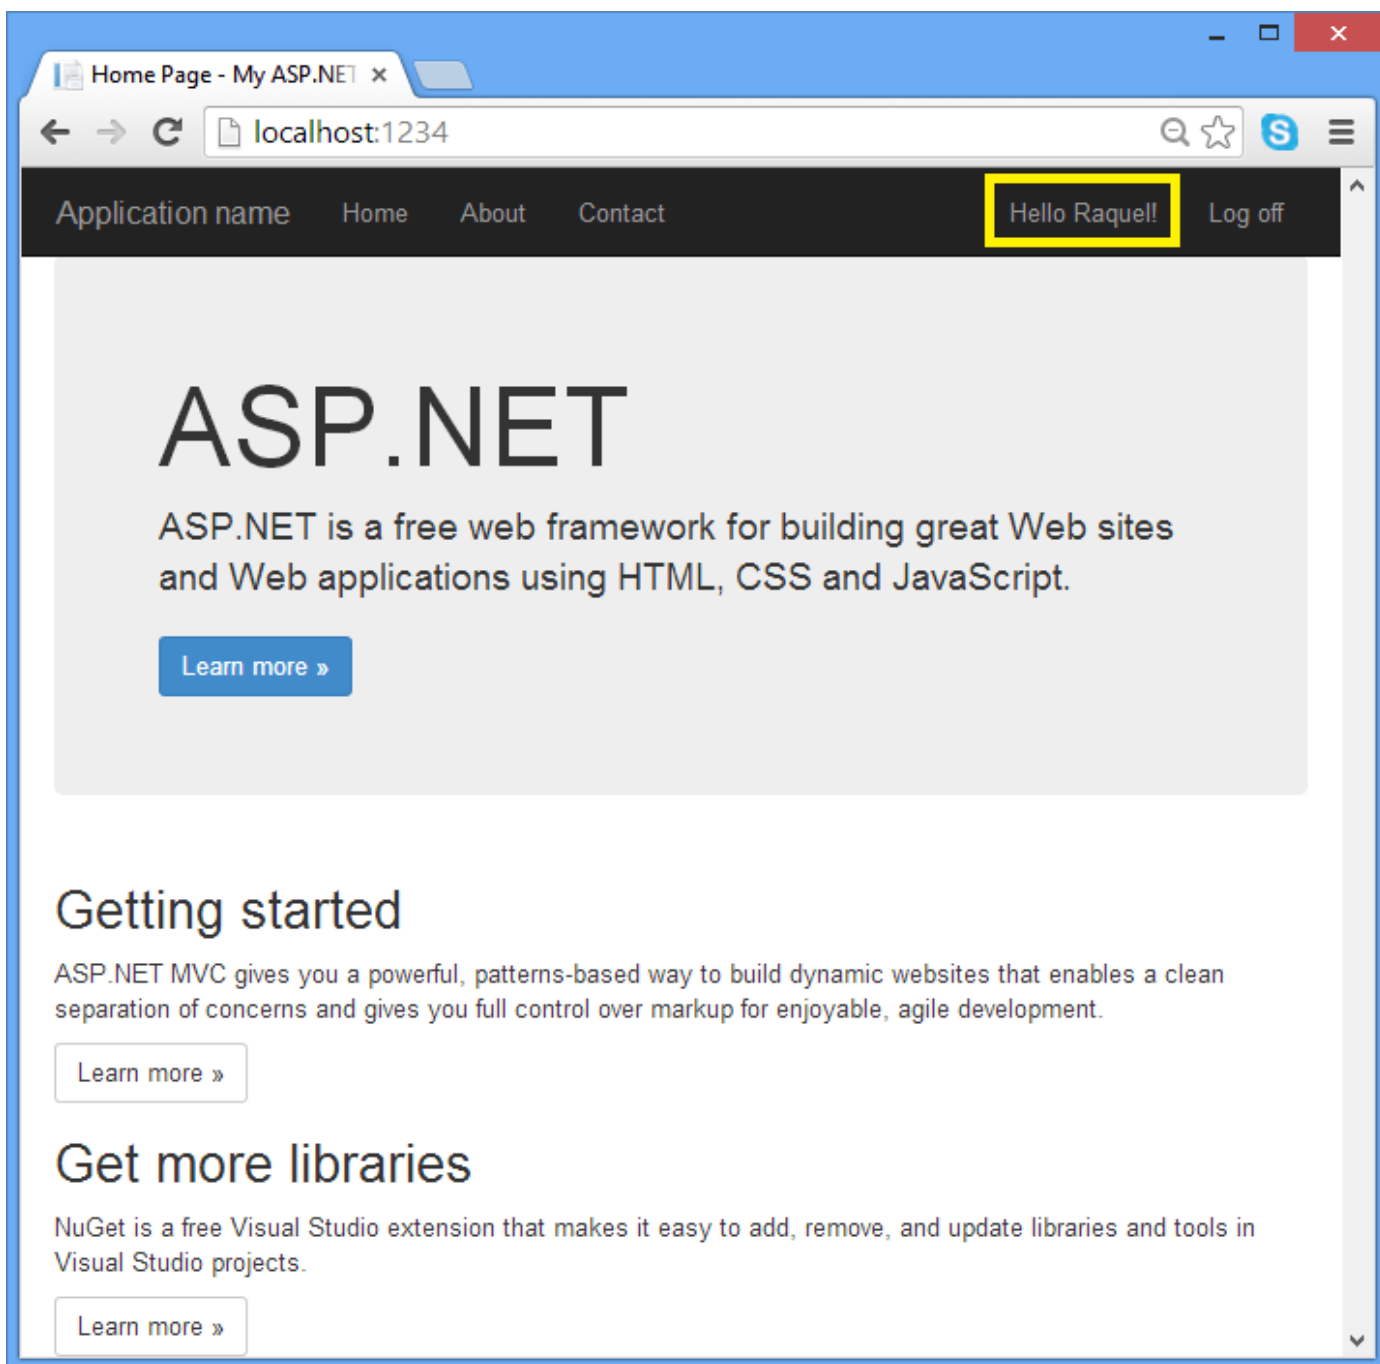 Home Page - My ASP.NET
localhost:1234
Application name Home About Contact Hello Raquel! Log off
ASP.NET
ASP.NET is a free web framework for building great Web sites
and Web applications using HTML, CSS and JavaScript.
Learn more »
Getting started
ASP.NET MVC gives you a powerful, patterns-based way to build dynamic websites that enables a clean
separation of concerns and gives you full control over markup for enjoyable, agile development.
Learn more »
Get more libraries
NuGet is a free Visual Studio extension that makes it easy to add, remove, and update libraries and tools in
Visual Studio projects.
Learn more »